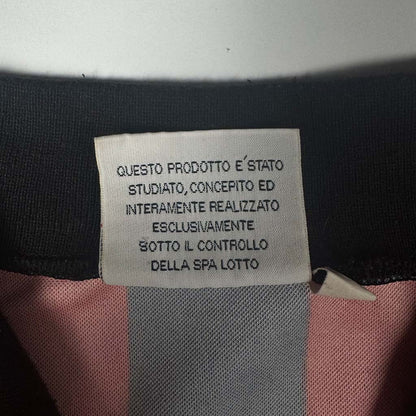 QUESTO PRODOTTO E´STATO
STUDIATO, CONCEPITO ED
INTERAMENTE REALIZZATO
ESCLUSIVAMENTE
SOTTO IL CONTROLLO
DELLA SPA LOTTO